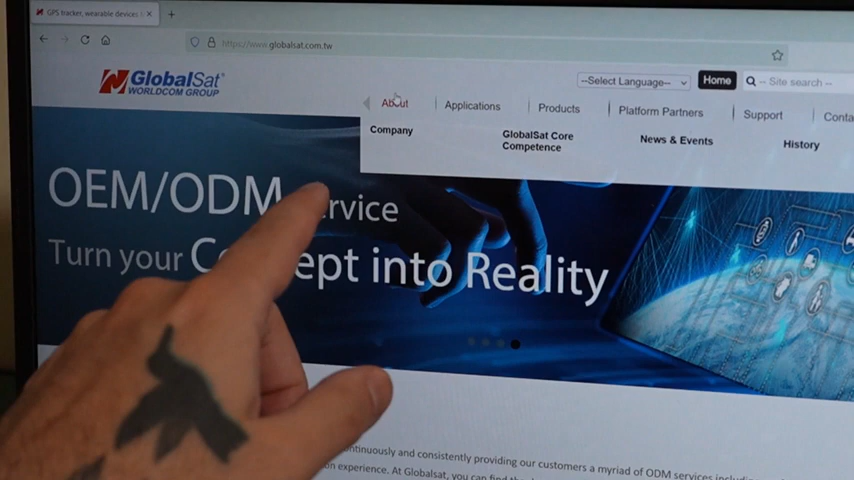 GPS tracker, wearable devices
https://www.globalsat.com.tw
GlobalSat®
WORLDCOM GROUP
--Select Language--
Home
-- Site search --
About
Applications
Products
Platform Partners
Support
Conta
Company
GlobalSat Core
Competence
News & Events
History
OEM/ODM ervice
Turn your C ept into Reality
ntinuously and consistently providing our customers a myriad of ODM services
on experience. At Globalsat, you can find